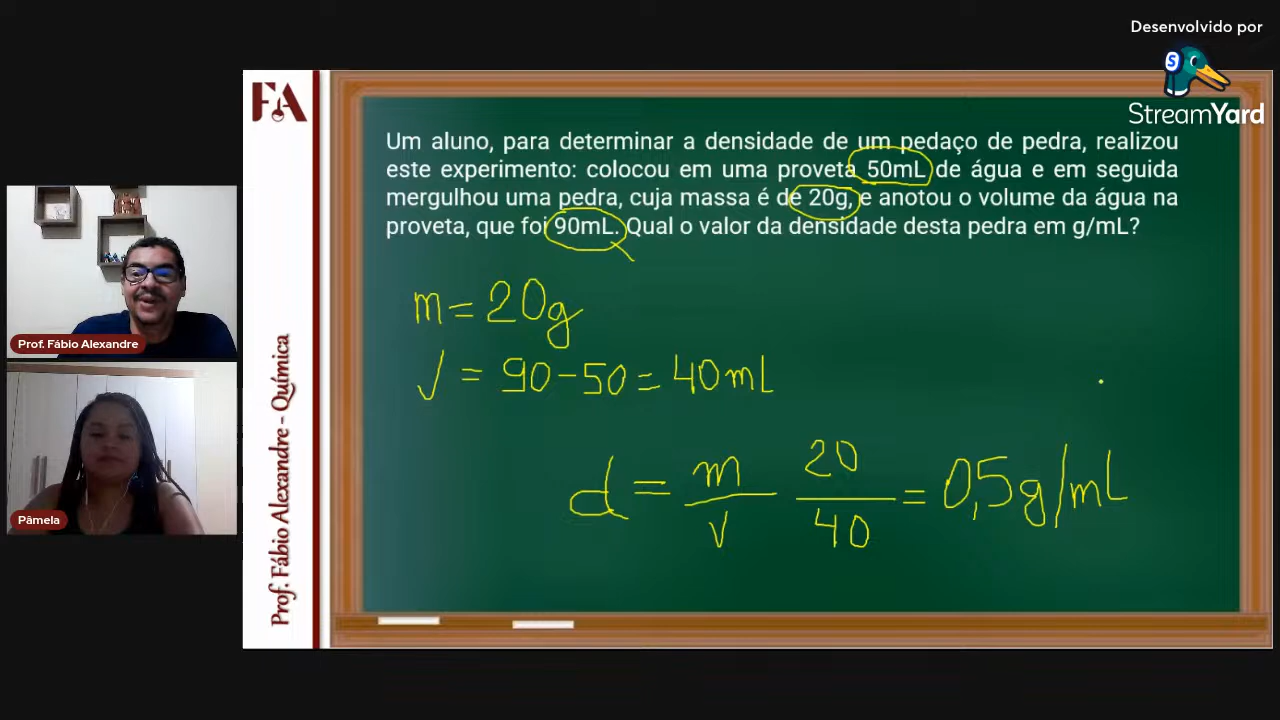 Desenvolvido por
StreamYard
FA
Um aluno, para determinar a densidade de um pedaço de pedra, realizou
este experimento: colocou em uma proveta 50mL de água e em seguida
mergulhou uma pedra, cuja massa é de 20g, e anotou o volume da água na
proveta, que foi 90mL. Qual o valor da densidade desta pedra em g/mL?
m = 20g
V = 90 - 50 = 40 mL
d = m/V 20/40 = 0,5 g/mL
Prof. Fábio Alexandre - Química
Prof. Fábio Alexandre
Pâmela